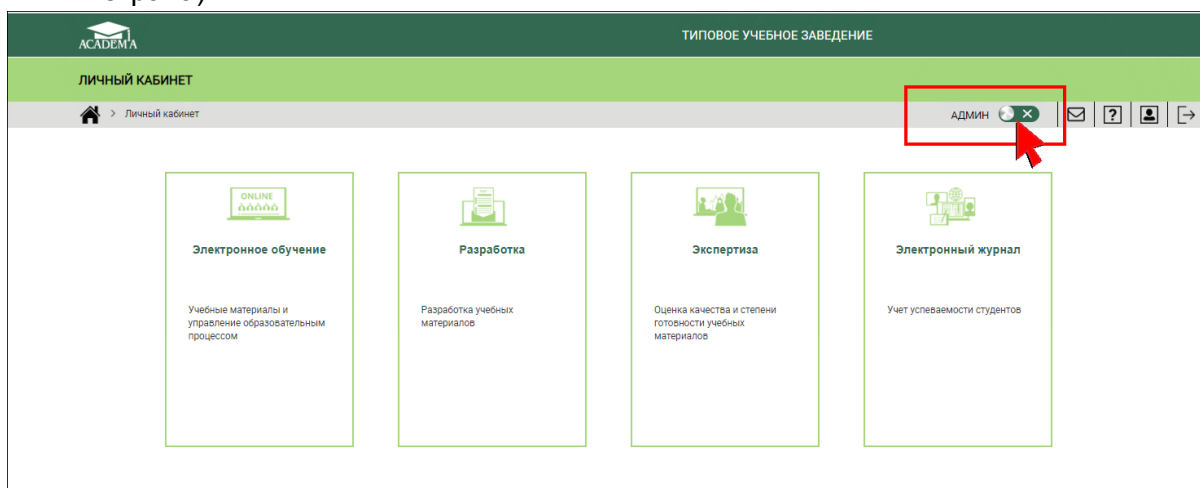 ACADEM'A
ТИПОВОЕ УЧЕБНОЕ ЗАВЕДЕНИЕ
ЛИЧНЫЙ КАБИНЕТ
> Личный кабинет
АДМИН
?
ONLINE
Электронное обучение
Разработка
Экспертиза
Электронный журнал
Учебные материалы и
управление образовательным
процессом
Разработка учебных
материалов
Оценка качества и степени
готовности учебных
материалов
Учет успеваемости студентов